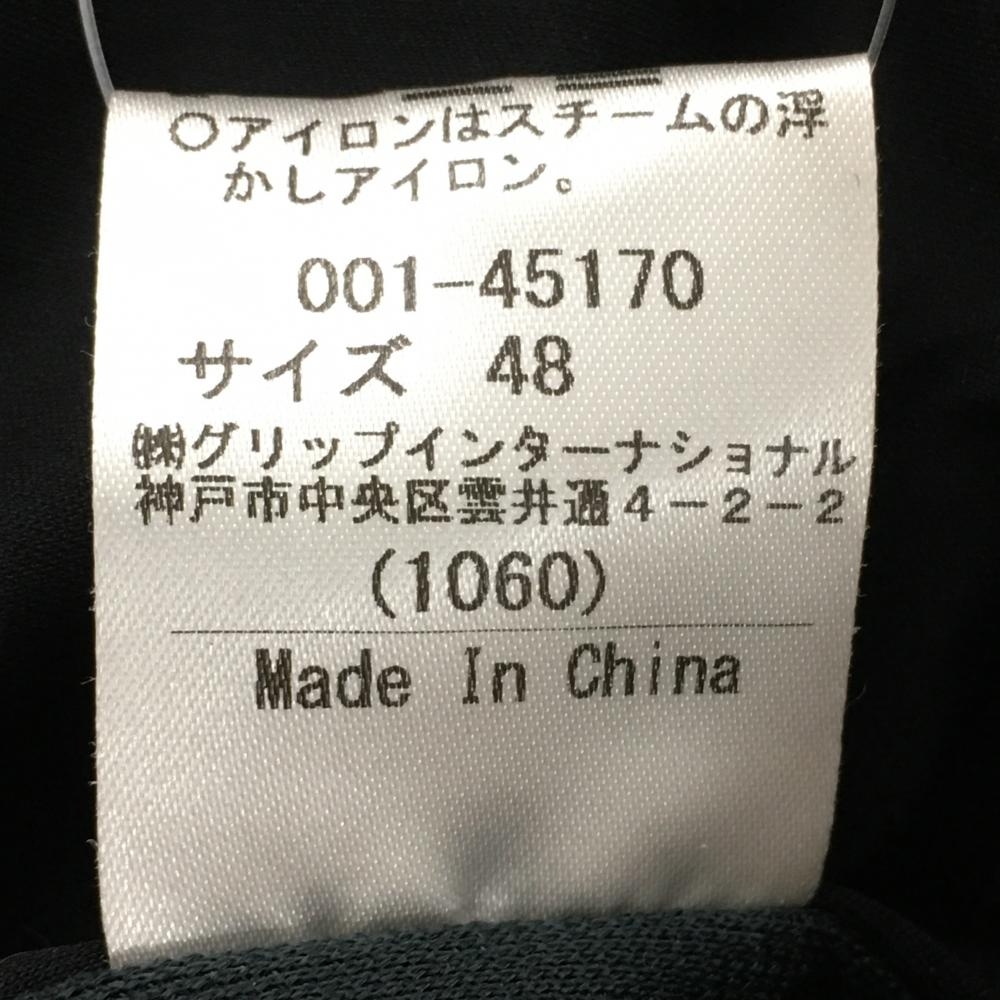 ○アイロンはスチームの浮
かしアイロン。
001-45170
サイズ 48
㈱グリップインターナショナル
神戸市中央区雲井通4-2-2
(1060)
Made In China